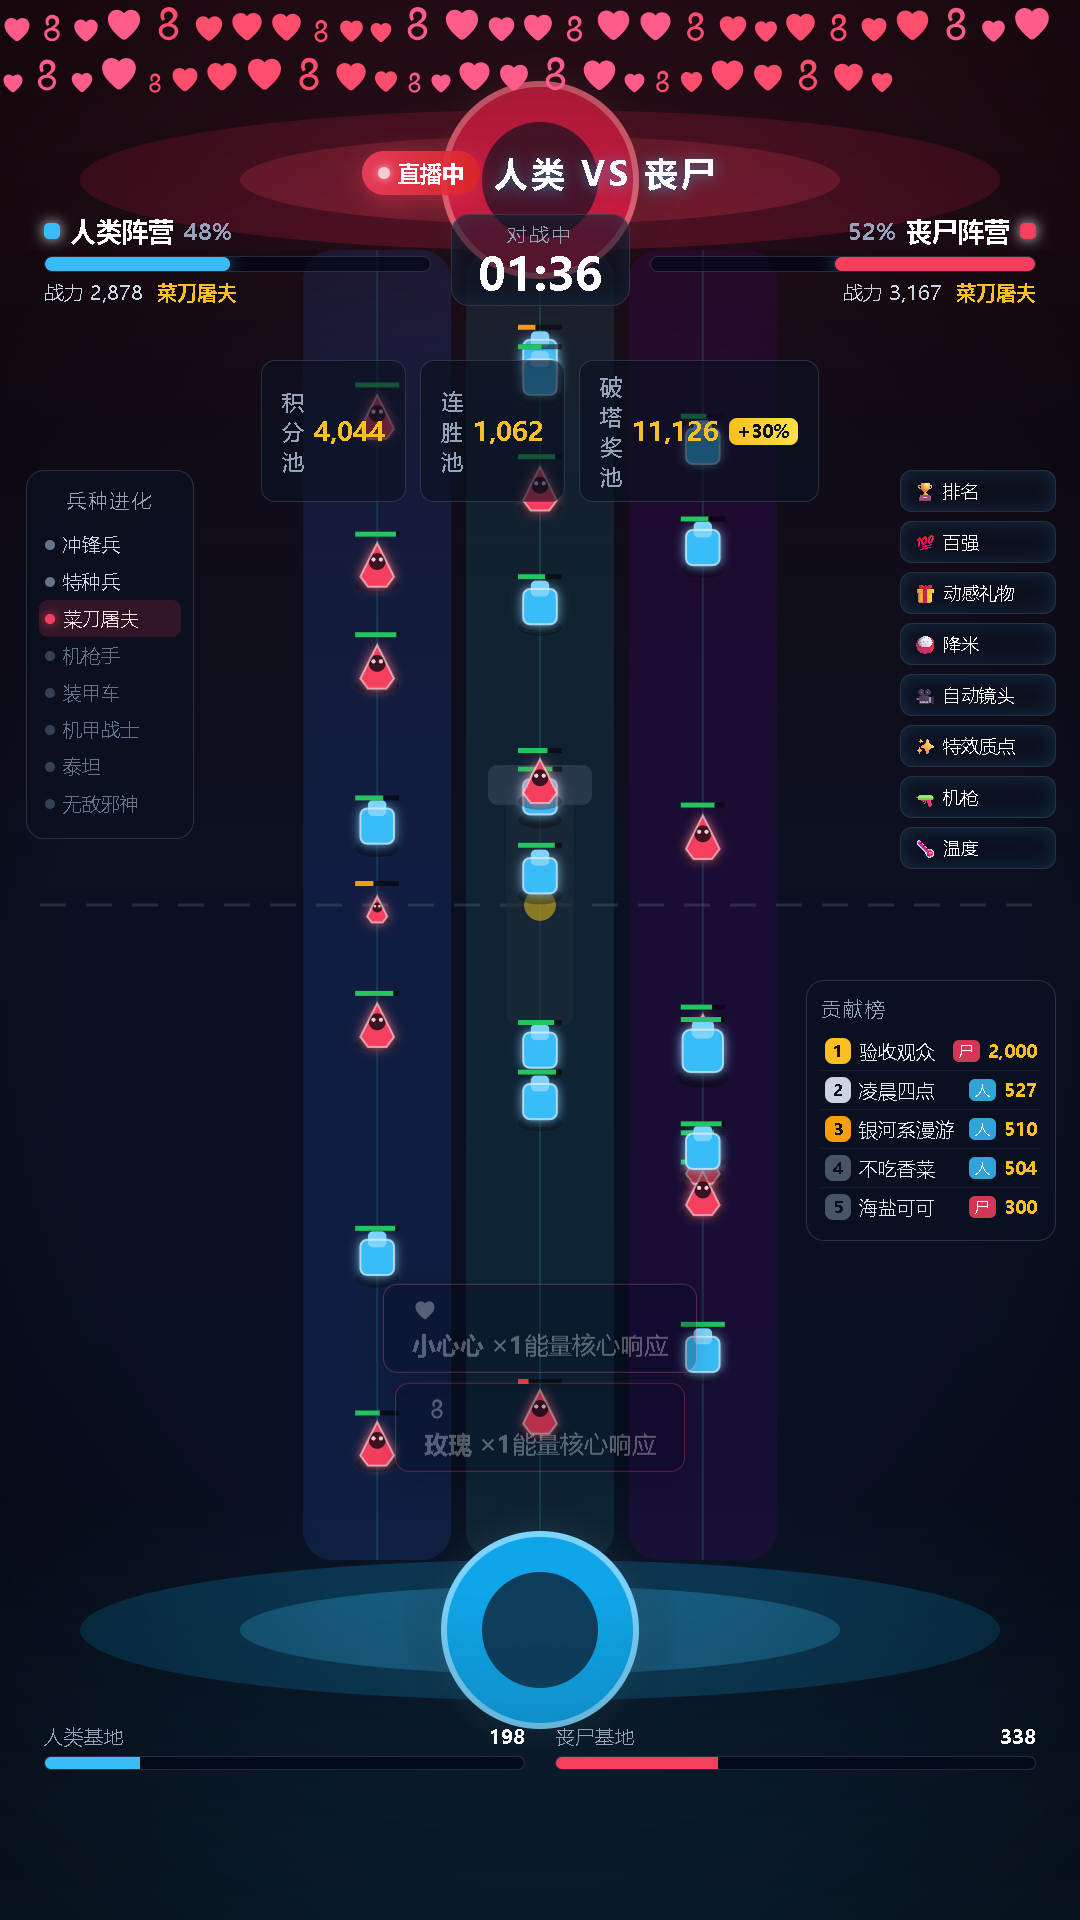 直播中 人类 VS 丧尸
人类阵营 48%
52% 丧尸阵营
对战中
01:36
战力 2,878 菜刀屠夫
战力 3,167 菜刀屠夫
积分池 4,044
连胜池 1,062
破塔奖池 11,126 +30%
兵种进化
冲锋兵
特种兵
菜刀屠夫
机枪手
装甲车
机甲战士
泰坦
无敌邪神
排名
💯 百强
动感礼物
降米
自动镜头
特效质点
机枪
温度
贡献榜
1 验收观众 尸 2,000
2 凌晨四点 人 527
3 银河系漫游 人 510
4 不吃香菜 人 504
5 海盐可可 尸 300
小心心 ×1能量核心响应
玫瑰 ×1能量核心响应
人类基地 198
丧尸基地 338